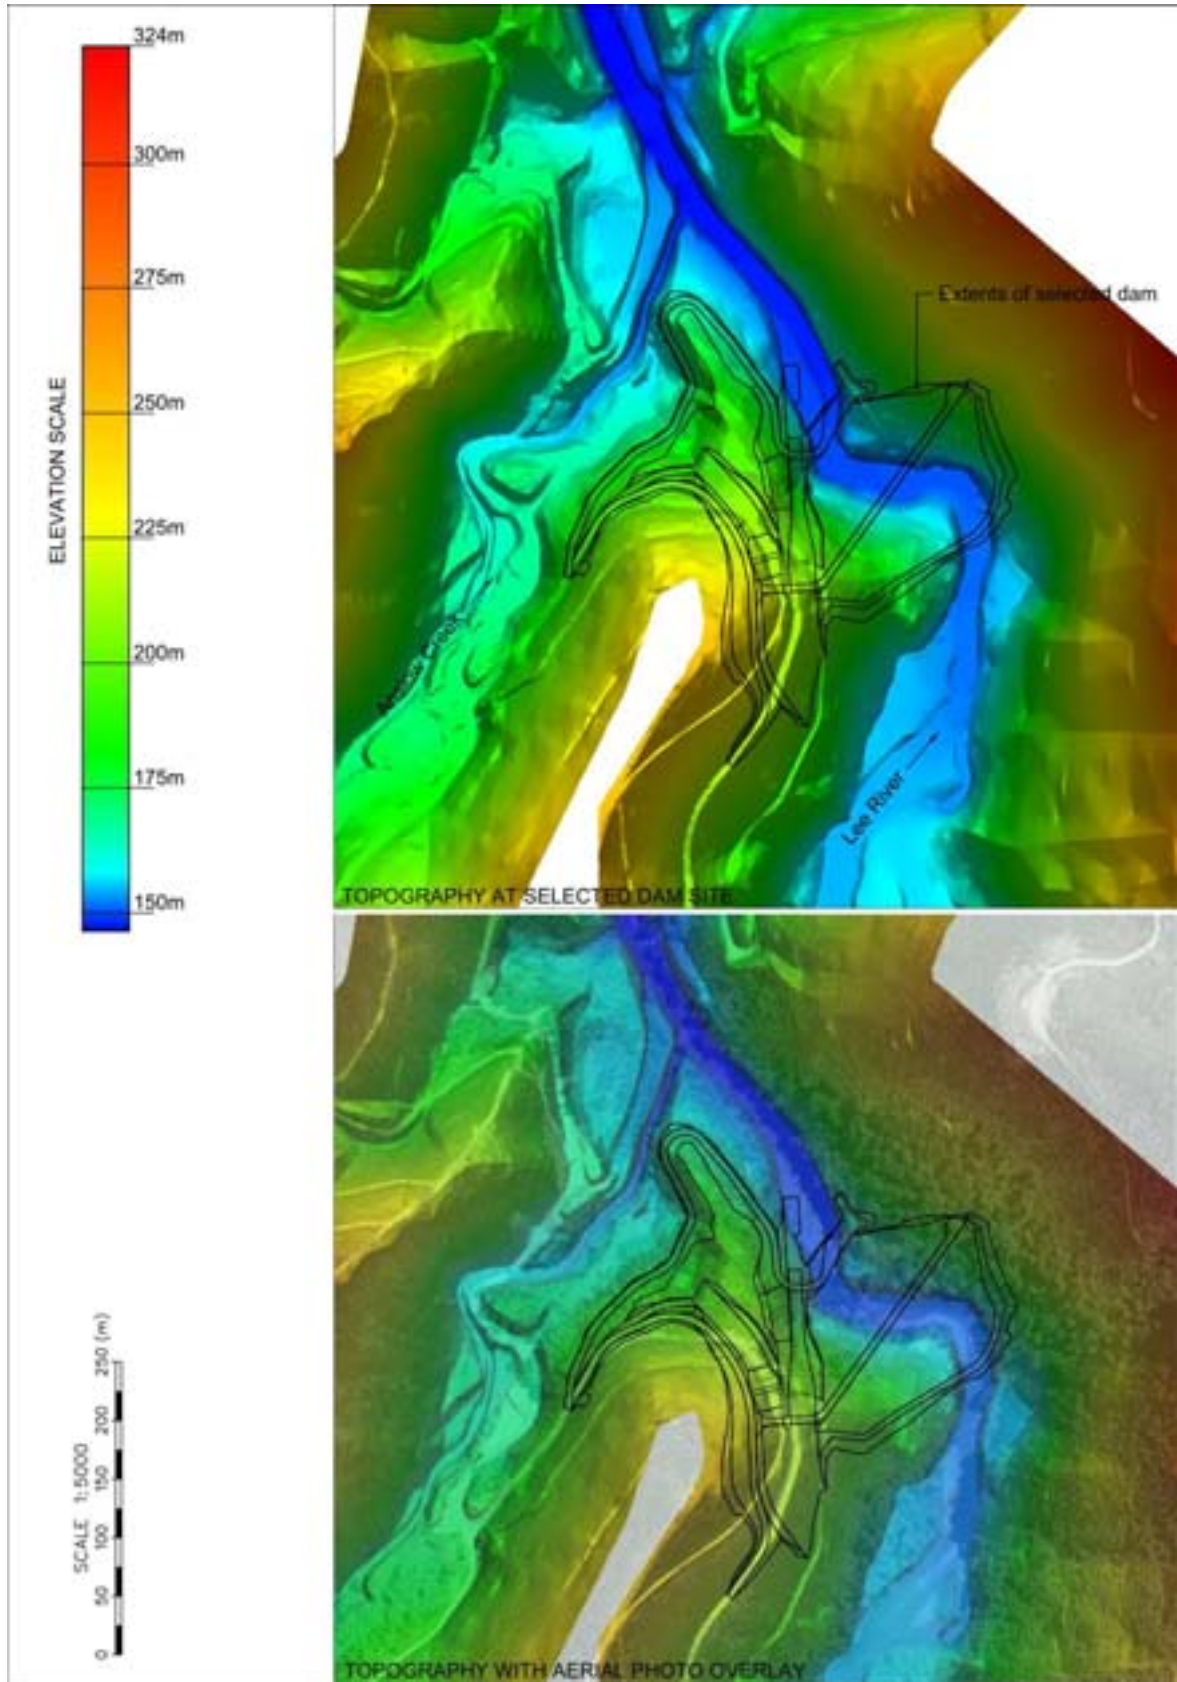 324m
300m
275m
250m
225m
200m
175m
150m
ELEVATION SCALE
Extents of selected dam
Creek
Lee River
TOPOGRAPHY AT SELECTED DAM SITE
SCALE 1:5000
0 50 100 150 200 250 (m)
TOPOGRAPHY WITH AERIAL PHOTO OVERLAY